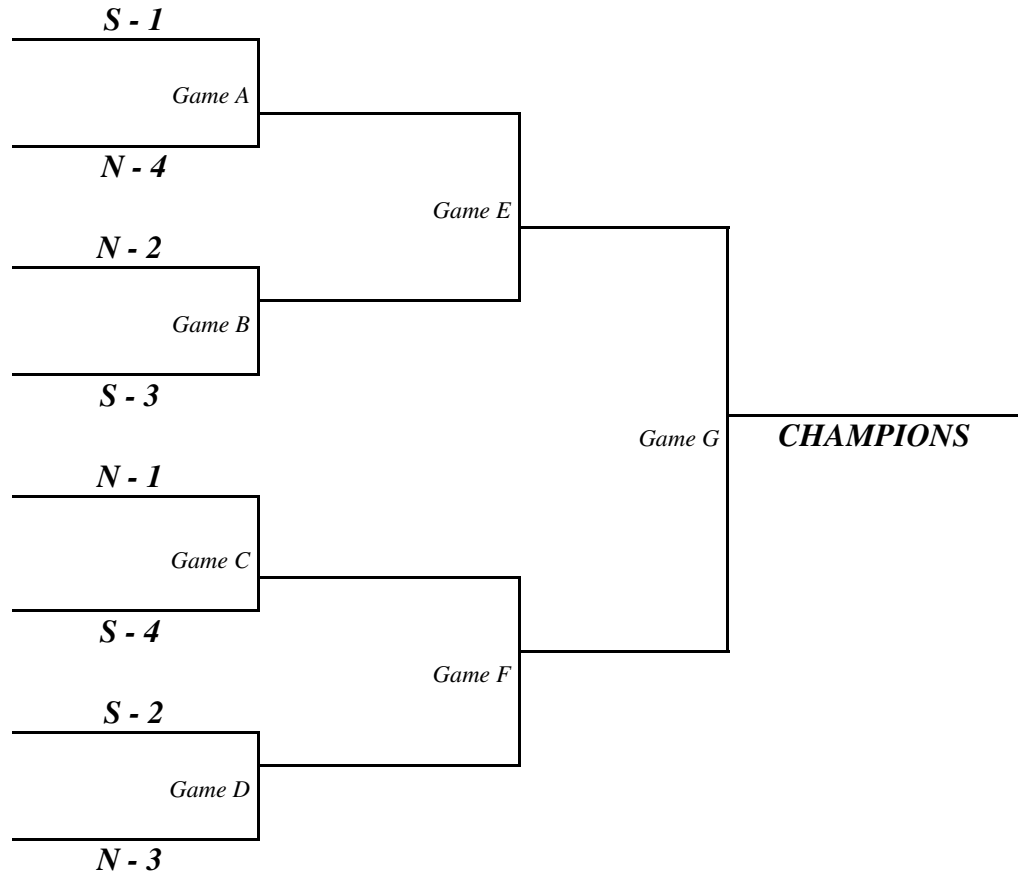 S - 1
Game A
N - 4
Game E
N - 2
Game B
S - 3
Game G
CHAMPIONS
N - 1
Game C
S - 4
Game F
S - 2
Game D
N - 3